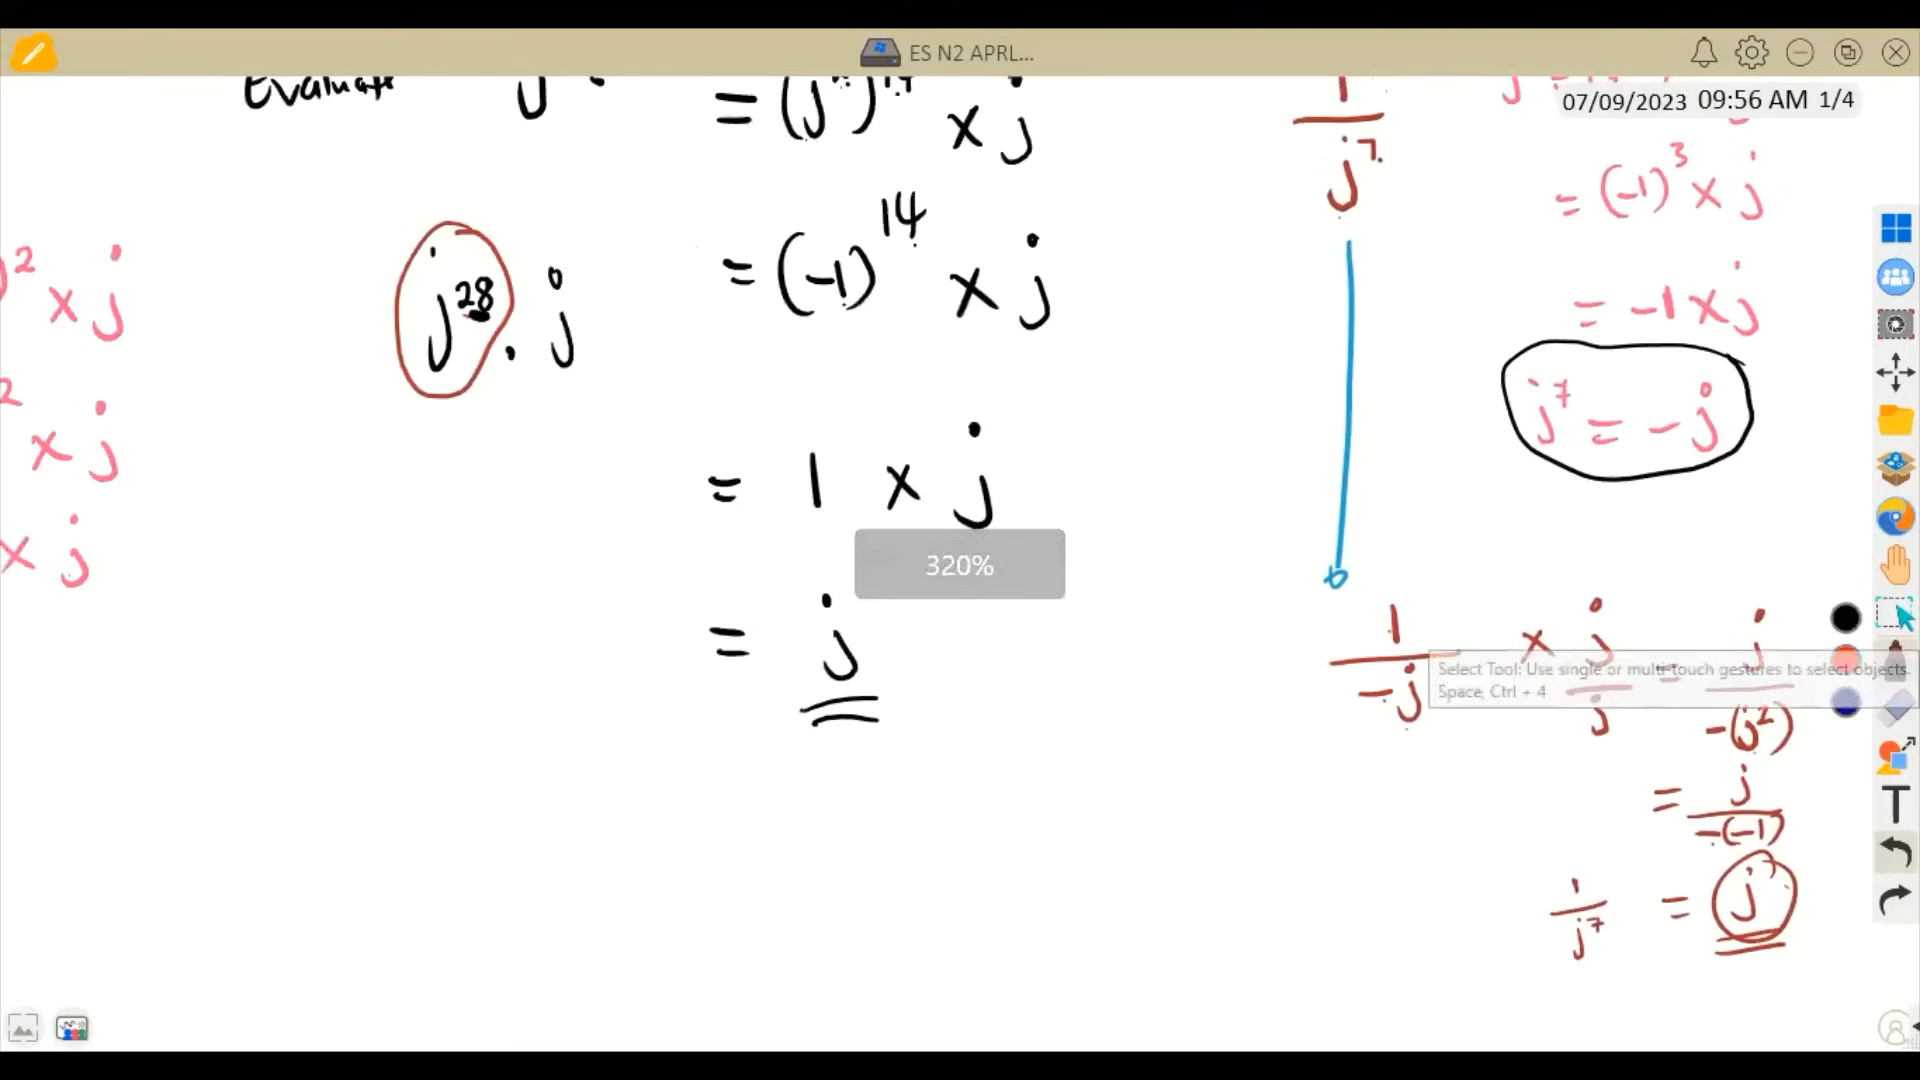 ES N2 APRL...
07/09/2023 09:56 AM 1/4
Evaluate j
= (j²)¹⁴ × j
= (-1)¹⁴ × j
j²⁸ . j
= 1 × j
320%
= j
² × j
² × j
× j
1
j⁷
= (-1)³ × j
= -1 × j
j⁷ = -j
1 / -j × j / j = j / -(j²)
Select Tool: Use single or multi-touch gestures to select objects.
Space, Ctrl + 4
= j / -(-1)
1 / j⁷ = j
T